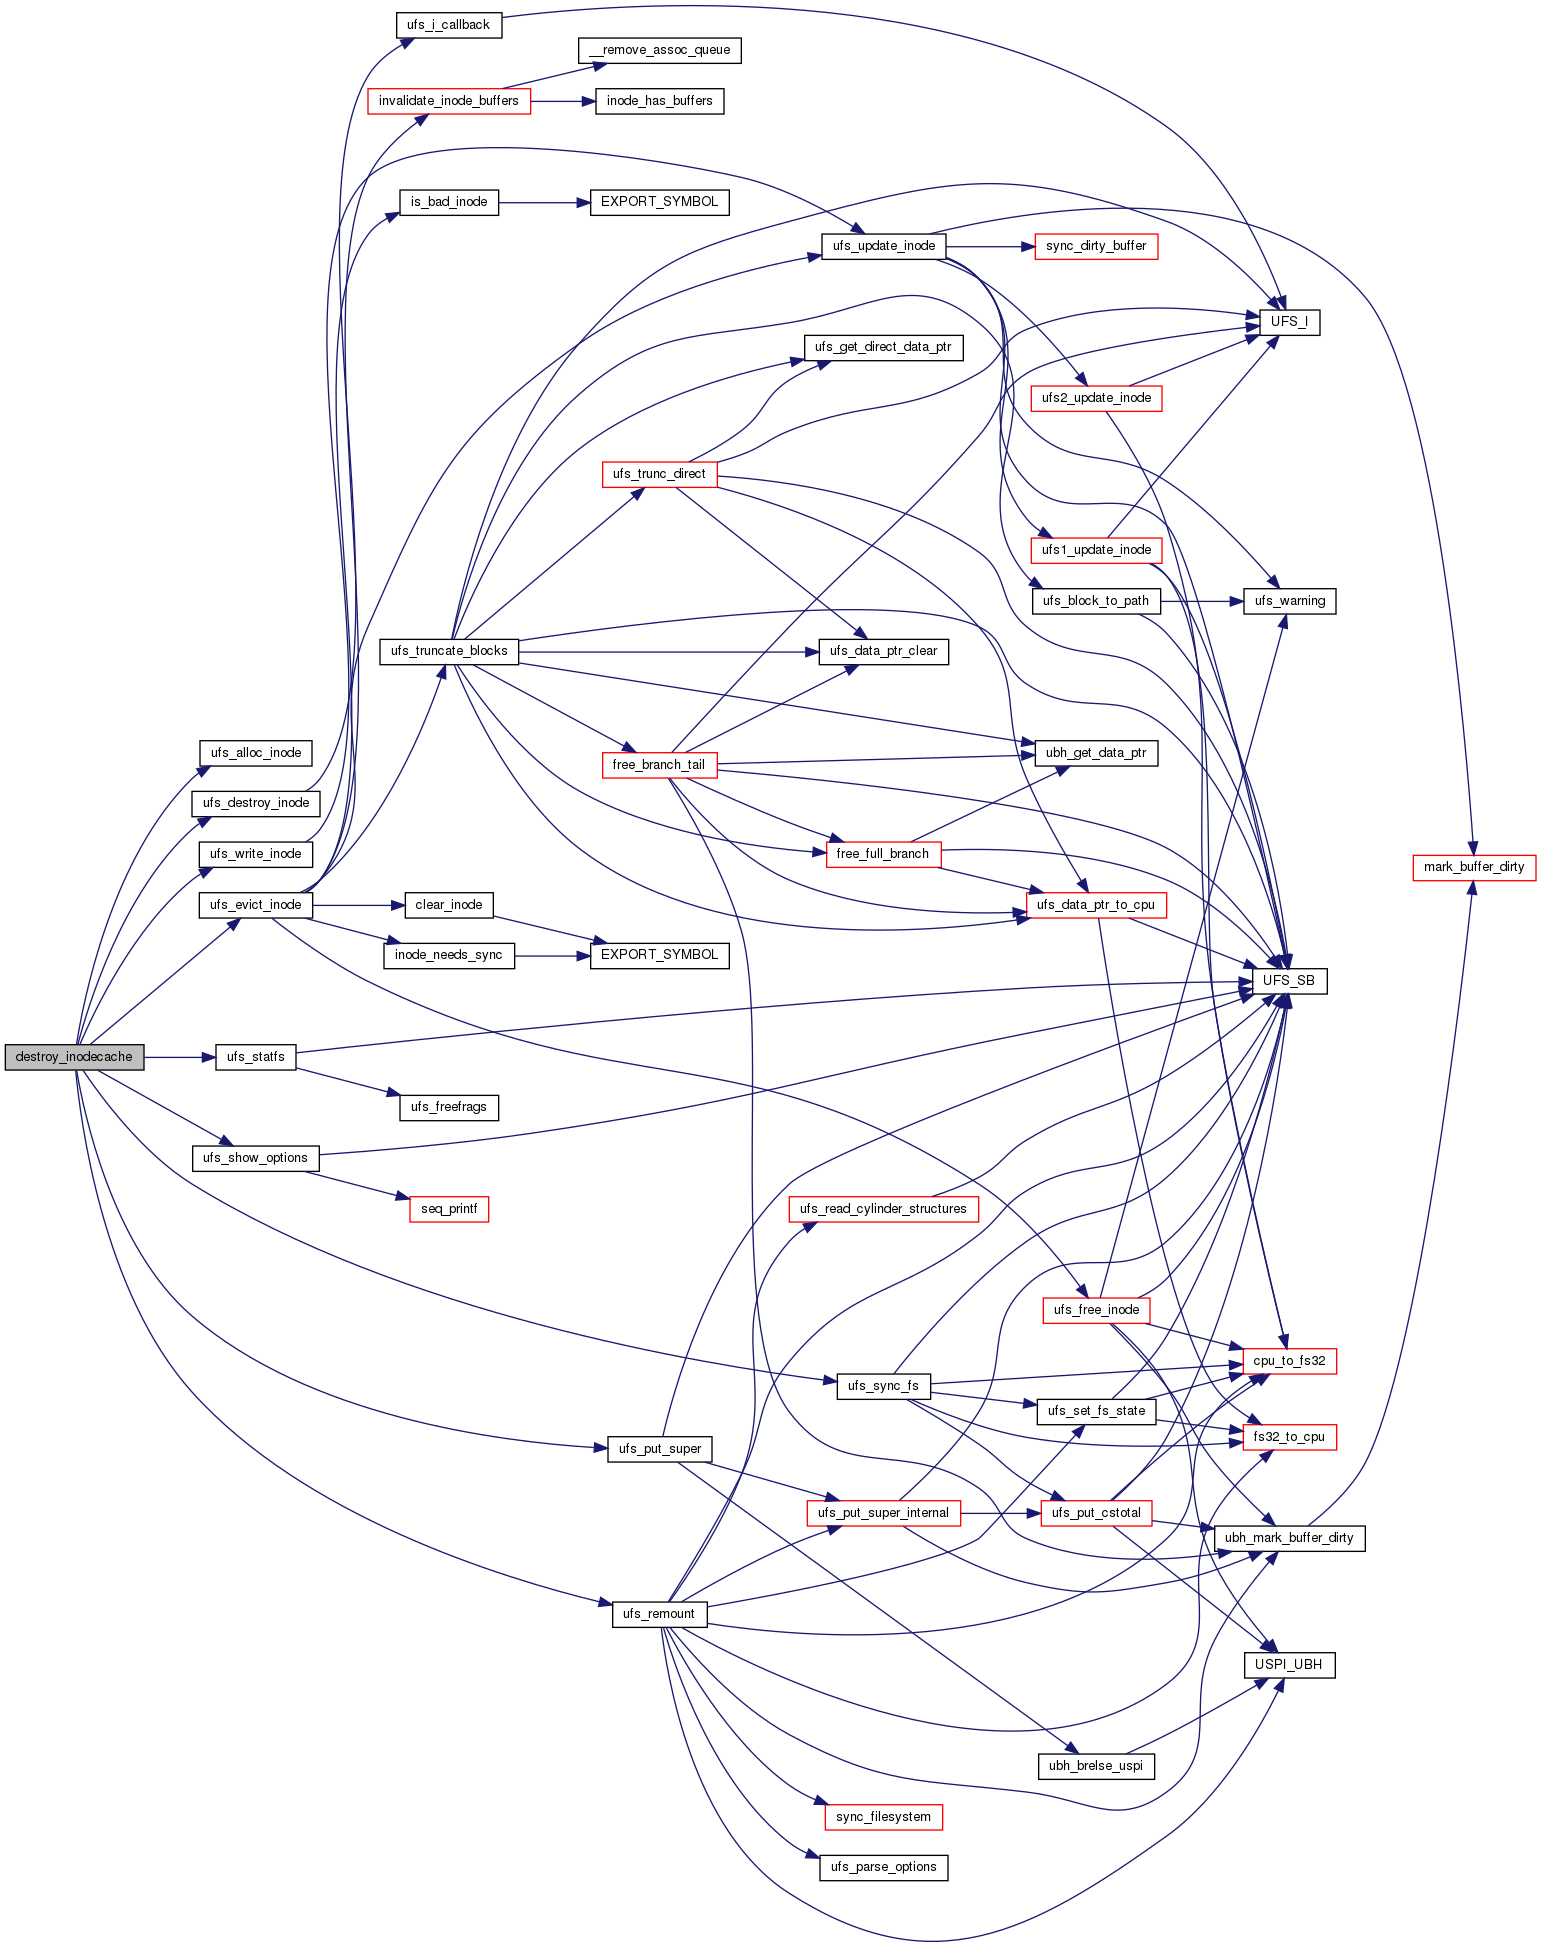 ufs_i_callback
__remove_assoc_queue
invalidate_inode_buffers
inode_has_buffers
is_bad_inode
EXPORT_SYMBOL
ufs_update_inode
sync_dirty_buffer
UFS_I
ufs_get_direct_data_ptr
ufs2_update_inode
ufs_trunc_direct
ufs1_update_inode
ufs_block_to_path
ufs_warning
ufs_truncate_blocks
ufs_data_ptr_clear
ufs_alloc_inode
free_branch_tail
ubh_get_data_ptr
ufs_destroy_inode
ufs_write_inode
free_full_branch
mark_buffer_dirty
ufs_evict_inode
clear_inode
ufs_data_ptr_to_cpu
inode_needs_sync
EXPORT_SYMBOL
UFS_SB
destroy_inodecache
ufs_statfs
ufs_freefrags
ufs_show_options
seq_printf
ufs_read_cylinder_structures
ufs_free_inode
cpu_to_fs32
ufs_sync_fs
ufs_set_fs_state
fs32_to_cpu
ufs_put_super
ufs_put_super_internal
ufs_put_cstotal
ubh_mark_buffer_dirty
ufs_remount
USPI_UBH
ubh_brelse_uspi
sync_filesystem
ufs_parse_options